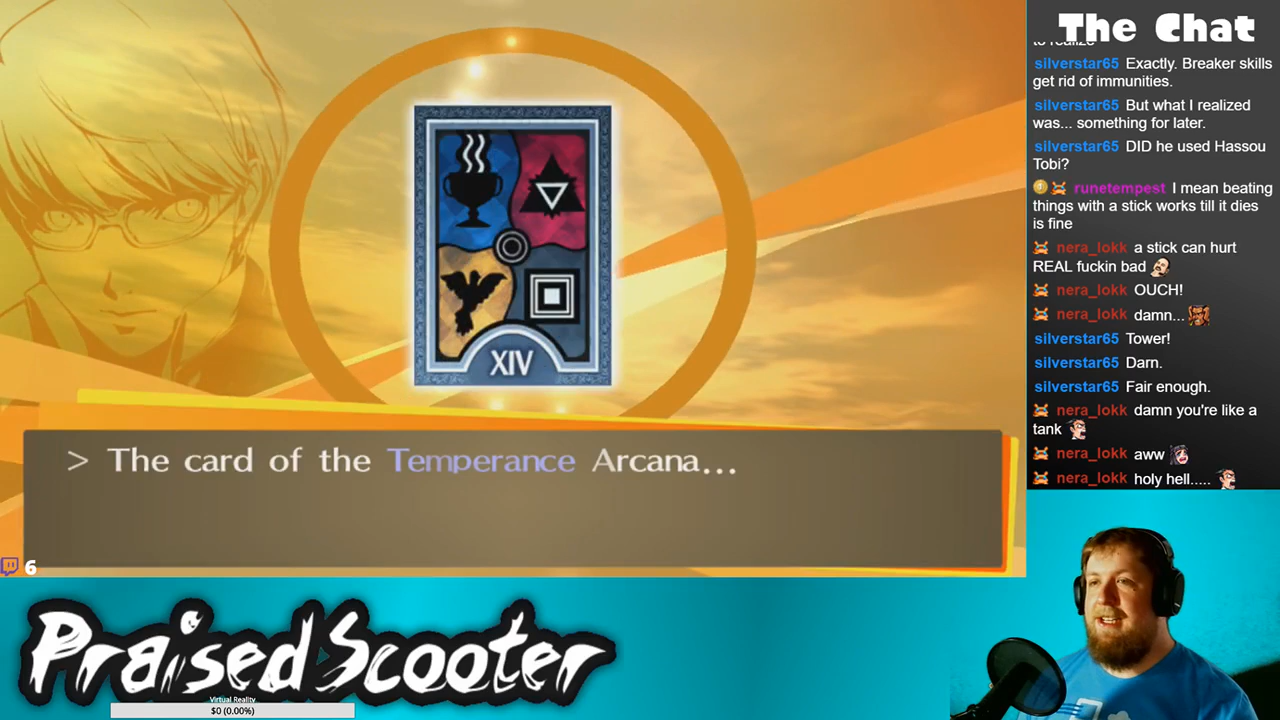 The Chat
to realize
silverstar65 Exactly. Breaker skills
get rid of immunities.
silverstar65 But what I realized
was... something for later.
silverstar65 DID he used Hassou
Tobi?
runetempest I mean beating
things with a stick works till it dies
is fine
nera_lokk a stick can hurt
REAL fuckin bad
nera_lokk OUCH!
nera_lokk damn...
silverstar65 Tower!
silverstar65 Darn.
silverstar65 Fair enough.
nera_lokk damn you're like a
tank
nera_lokk aww
nera_lokk holy hell.....
XIV
> The card of the Temperance Arcana...
6
PraisedScooter
Virtual Reality
$0 (0.00%)